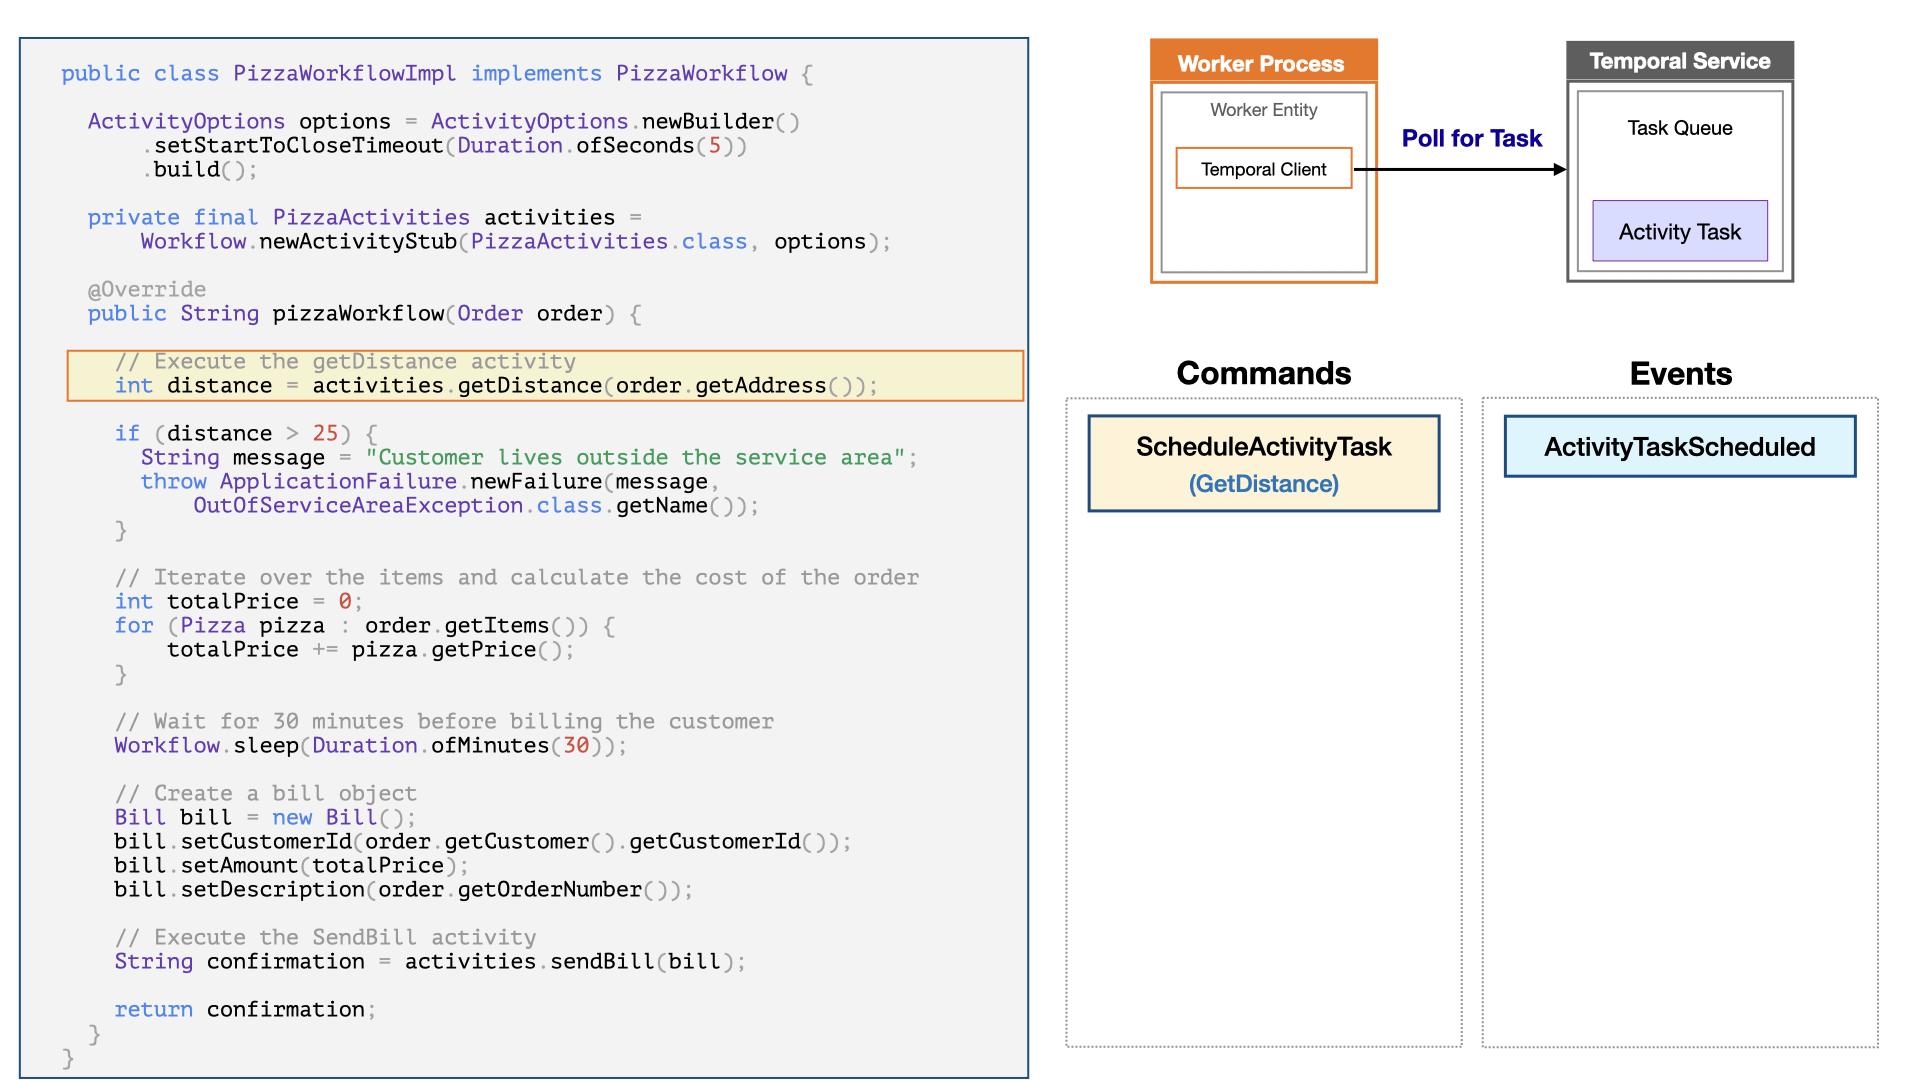 public class PizzaWorkflowImpl implements PizzaWorkflow {
ActivityOptions options = ActivityOptions.newBuilder()
.setStartToCloseTimeout(Duration.ofSeconds(5))
.build();
private final PizzaActivities activities =
Workflow.newActivityStub(PizzaActivities.class, options);
@Override
public String pizzaWorkflow(Order order) {
// Execute the getDistance activity
int distance = activities.getDistance(order.getAddress());
if (distance > 25) {
String message = "Customer lives outside the service area";
throw ApplicationFailure.newFailure(message,
OutOfServiceAreaException.class.getName());
}
// Iterate over the items and calculate the cost of the order
int totalPrice = 0;
for (Pizza pizza : order.getItems()) {
totalPrice += pizza.getPrice();
}
// Wait for 30 minutes before billing the customer
Workflow.sleep(Duration.ofMinutes(30));
// Create a bill object
Bill bill = new Bill();
bill.setCustomerId(order.getCustomer().getCustomerId());
bill.setAmount(totalPrice);
bill.setDescription(order.getOrderNumber());
// Execute the SendBill activity
String confirmation = activities.sendBill(bill);
return confirmation;
}
}
Worker Process
Worker Entity
Temporal Client
Poll for Task
Temporal Service
Task Queue
Activity Task
Commands
ScheduleActivityTask
(GetDistance)
Events
ActivityTaskScheduled